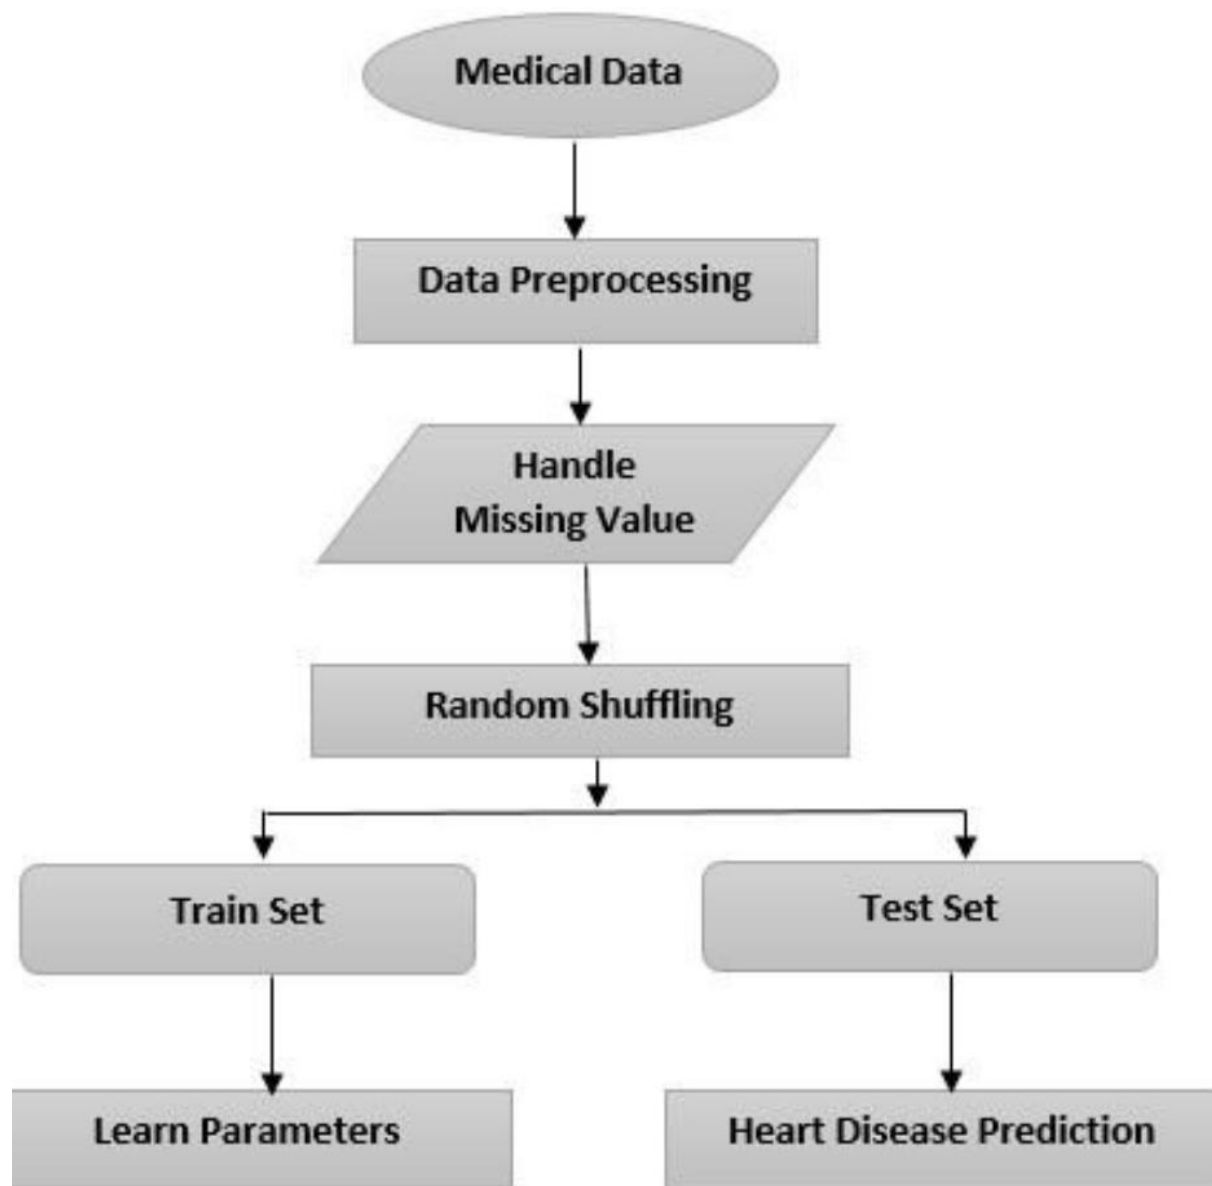 Medical Data
Data Preprocessing
Handle
Missing Value
Random Shuffling
Train Set
Test Set
Learn Parameters
Heart Disease Prediction